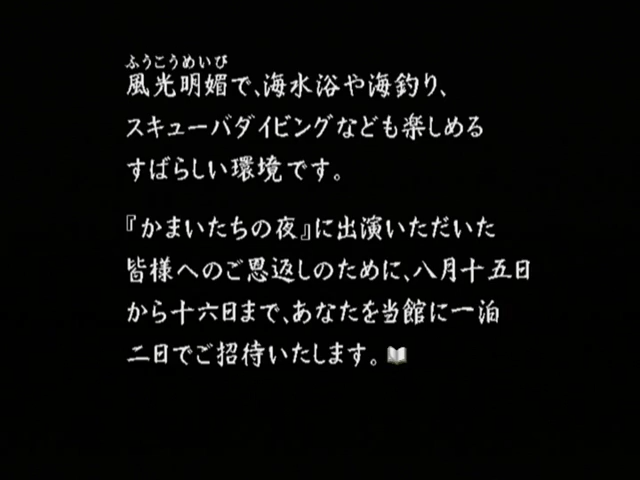 ふうこうめいび
風光明媚で、海水浴や海釣り、
スキューバダイビングなども楽しめる
すばらしい環境です。
『かまいたちの夜』に出演いただいた
皆様へのご恩返しのために、八月十五日
から十六日まで、あなたを当館に一泊
二日でご招待いたします。